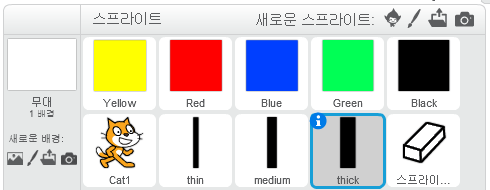 스프라이트 새로운 스프라이트:
무대
1 배경
새로운 배경:
Yellow Red Blue Green Black
Cat1 thin medium thick 스프라이...